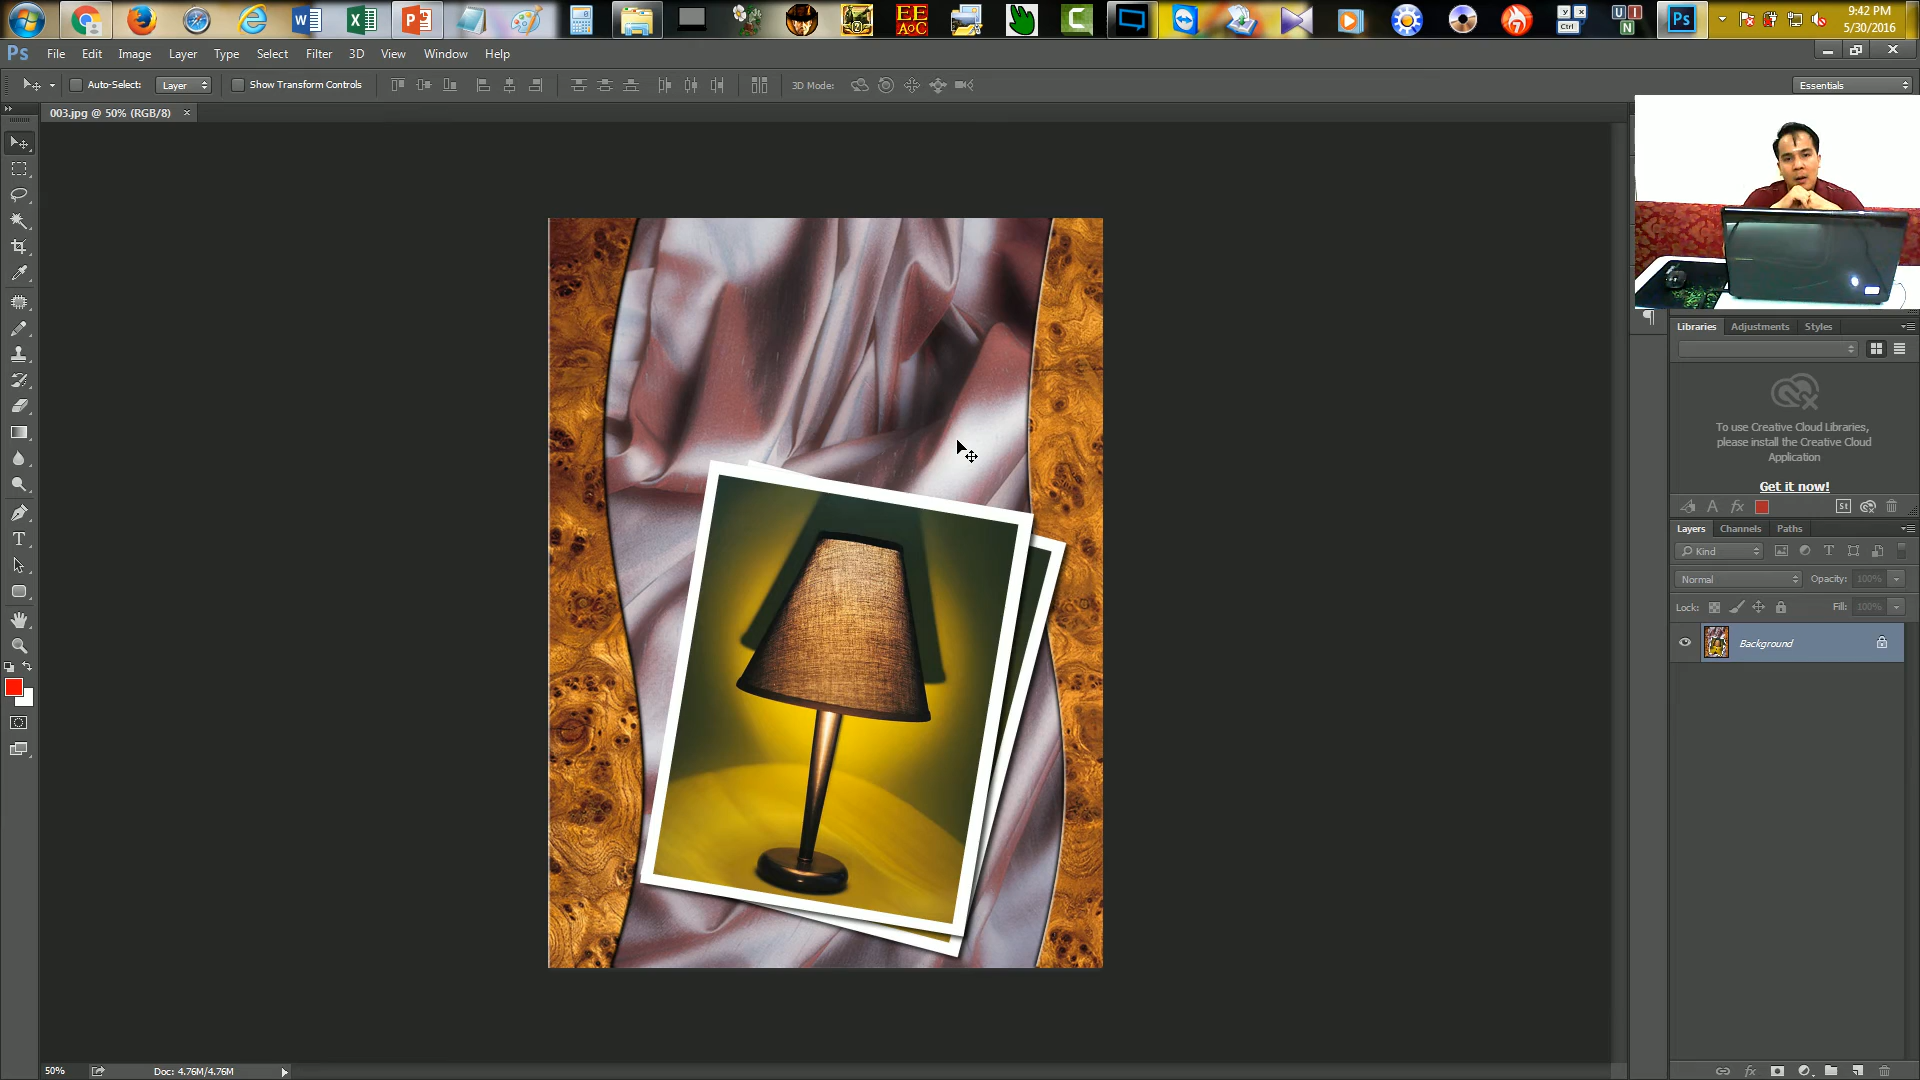 9:42 PM
5/30/2016
Ps File Edit Image Layer Type Select Filter 3D View Window Help
Auto-Select: Layer Show Transform Controls 3D Mode: Essentials
003.jpg @ 50% (RGB/8) ×
Libraries Adjustments Styles
To use Creative Cloud Libraries,
please install the Creative Cloud
Application
Get it now!
St
Layers Channels Paths
Kind
Normal Opacity: 100%
Lock: Fill: 100%
Background
50% Doc: 4.76M/4.76M